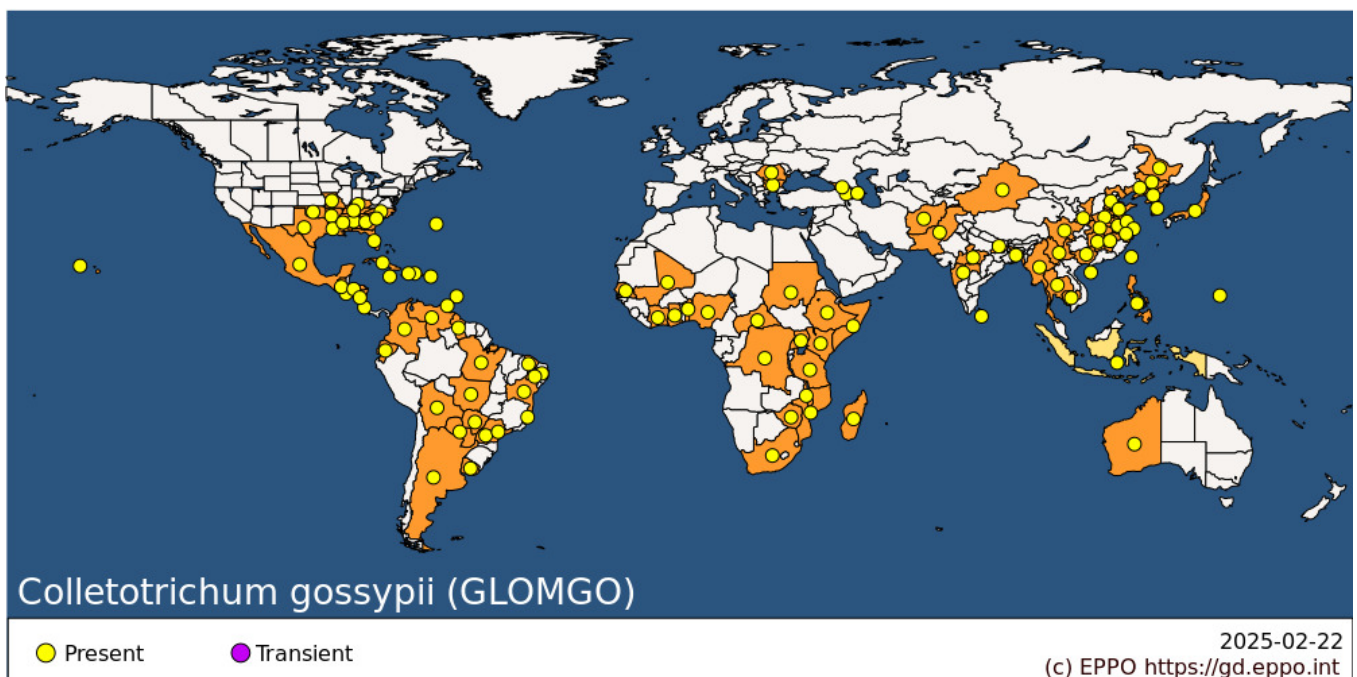 Colletotrichum gossypii (GLOMGO)
Present
Transient
2025-02-22
(c) EPPO https://gd.eppo.int